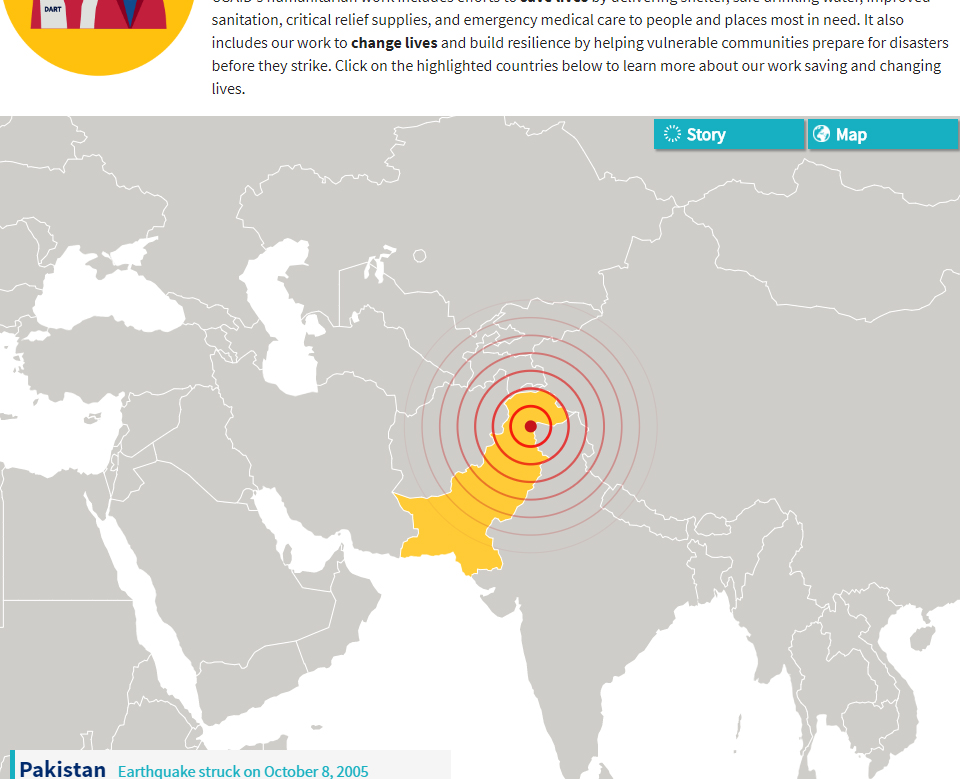 DART
USAID's humanitarian work includes efforts to save lives by delivering shelter, safe drinking water, improved
sanitation, critical relief supplies, and emergency medical care to people and places most in need. It also
includes our work to change lives and build resilience by helping vulnerable communities prepare for disasters
before they strike. Click on the highlighted countries below to learn more about our work saving and changing
lives.
Story
Map
Pakistan Earthquake struck on October 8, 2005